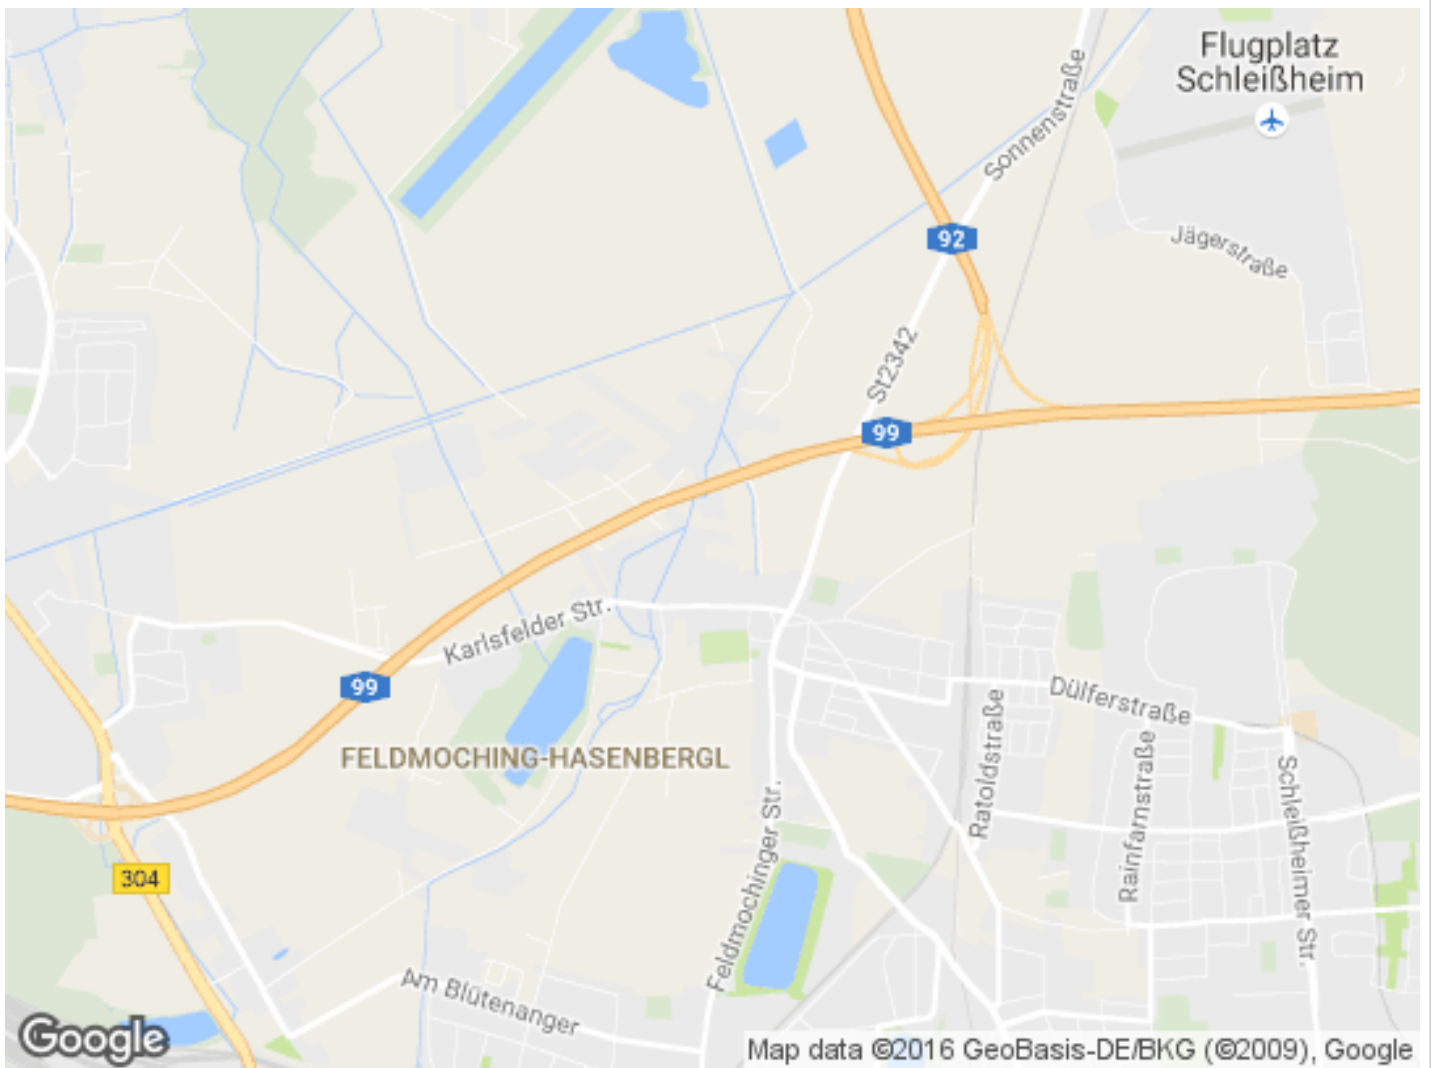 Flugplatz
Schleißheim
Sonnenstraße
92
Jägerstraße
St2342
99
Karlsfelder Str.
99
Dülferstraße
FELDMOCHING-HASENBERGL
Ratoldstraße
Rainfarnstraße
Schleißheimer Str.
Feldmochinger Str.
304
Am Blütenanger
Google
Map data ©2016 GeoBasis-DE/BKG (©2009), Google